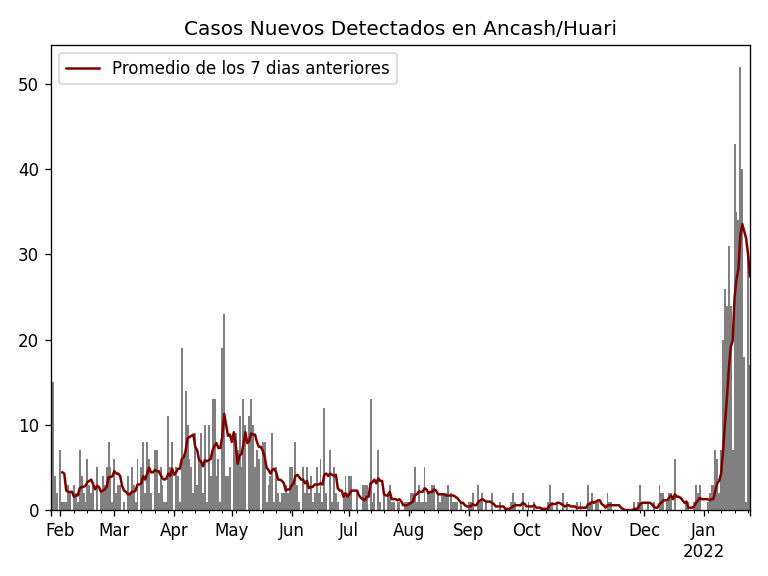 Casos Nuevos Detectados en Ancash/Huari
Promedio de los 7 dias anteriores
50
40
30
20
10
0
Feb Mar Apr May Jun Jul Aug Sep Oct Nov Dec Jan
2022